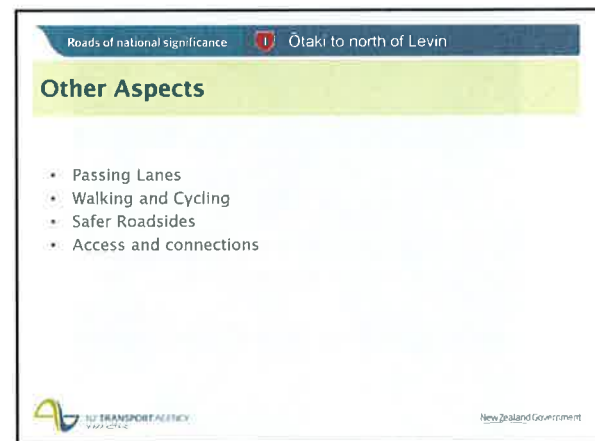 Roads of national significance 1 Ōtaki to north of Levin
Other Aspects
• Passing Lanes
• Walking and Cycling
• Safer Roadsides
• Access and connections
NZ TRANSPORT AGENCY
New Zealand Government